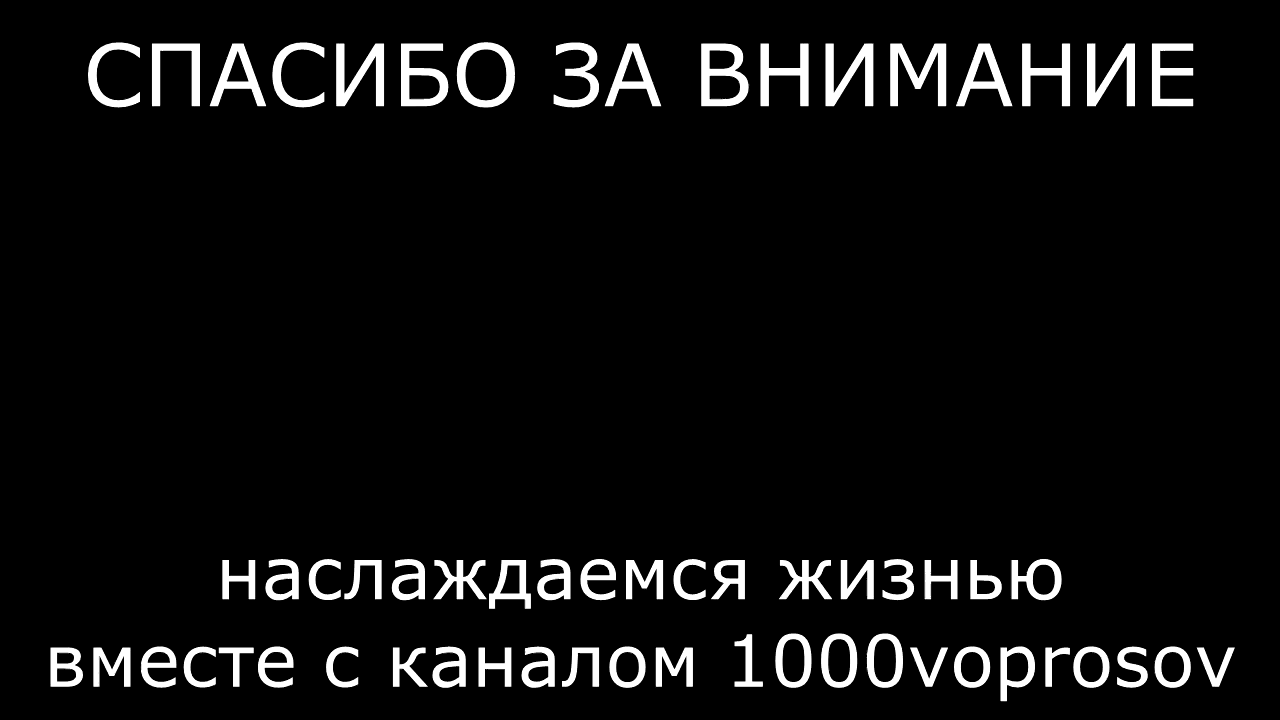 СПАСИБО ЗА ВНИМАНИЕ
наслаждаемся жизнью
вместе с каналом 1000voprosov